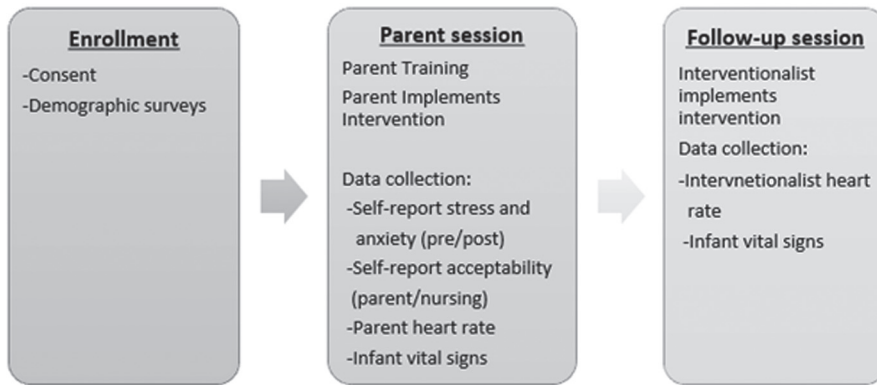 Enrollment
-Consent
-Demographic surveys
Parent session
Parent Training
Parent Implements
Intervention
Data collection:
-Self-report stress and
anxiety (pre/post)
-Self-report acceptability
(parent/nursing)
-Parent heart rate
-Infant vital signs
Follow-up session
Interventionalist
implements
intervention
Data collection:
-Intervnetionalist heart
rate
-Infant vital signs